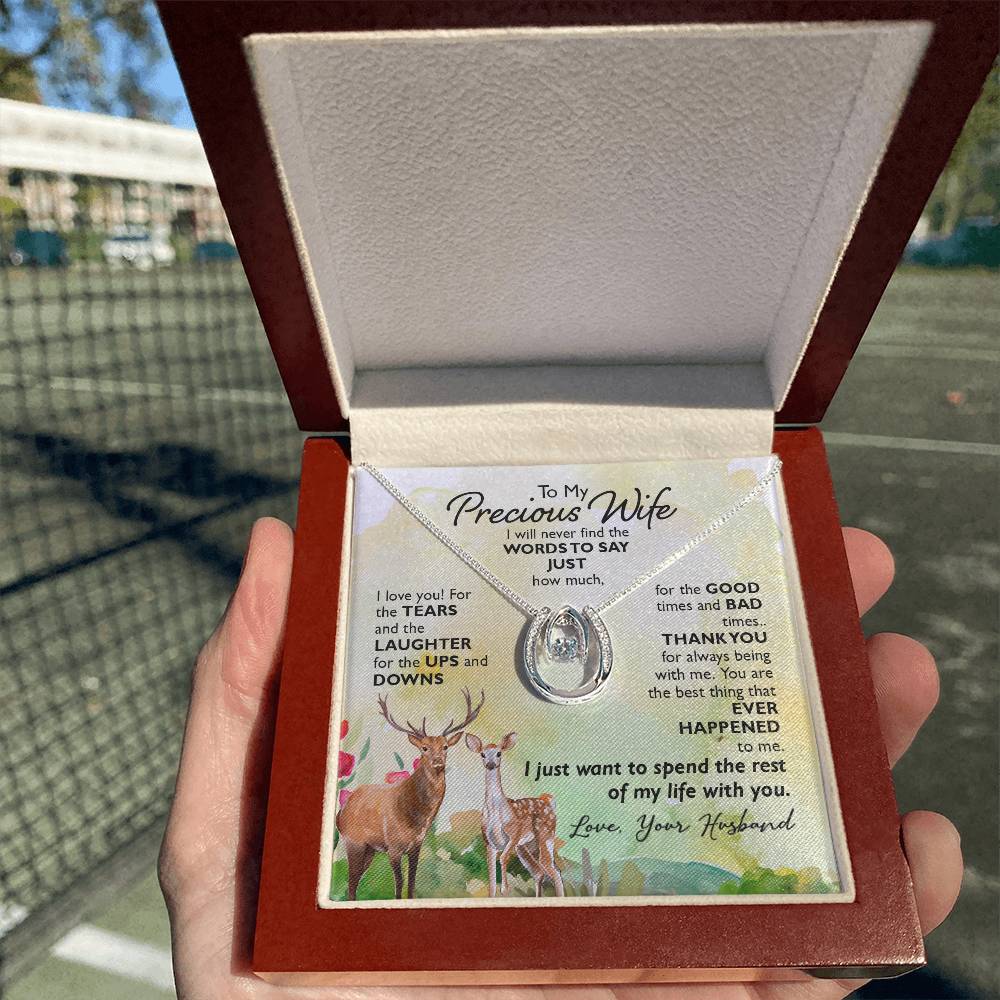 To My
Precious Wife
I will never find the
WORDS TO SAY
JUST
how much,
I love you! For
the TEARS
and the
LAUGHTER
for the UPS and
DOWNS
for the GOOD
times and BAD
times..
THANK YOU
for always being
with me. You are
the best thing that
EVER
HAPPENED
to me.
I just want to spend the rest
of my life with you.
Love, Your Husband